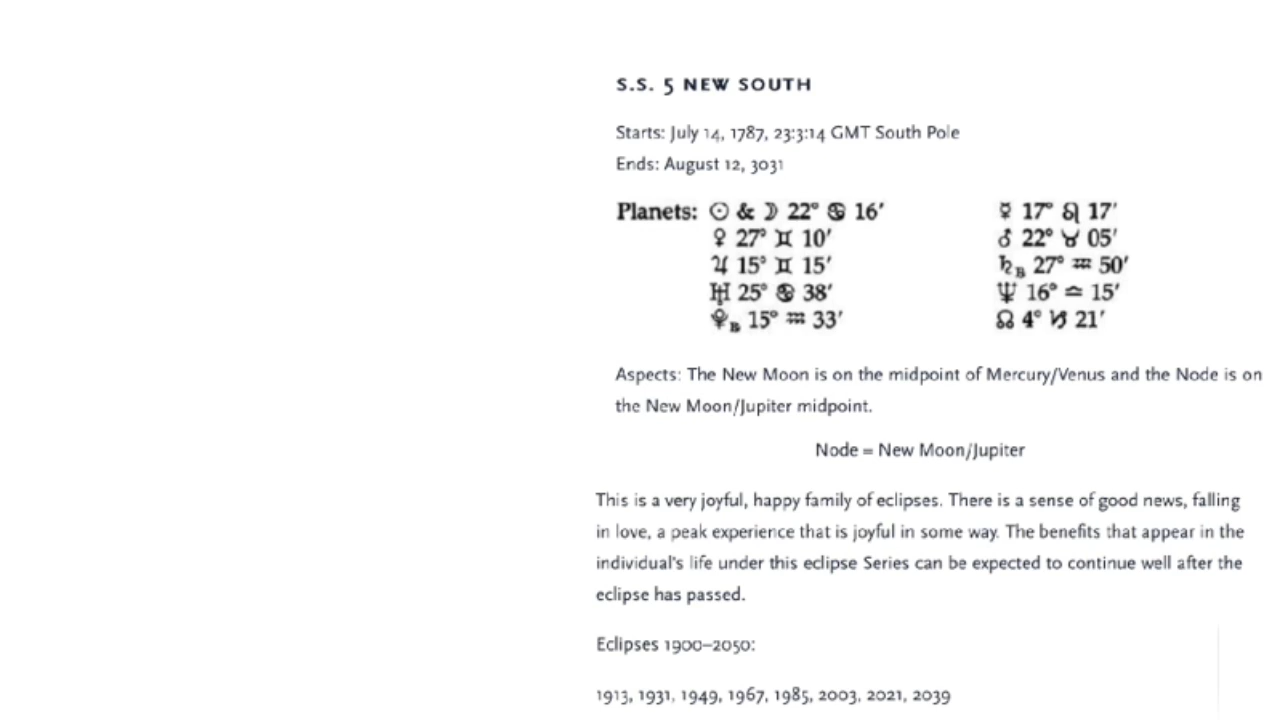 S.S. 5 NEW SOUTH
Starts: July 14, 1787, 23:3:14 GMT South Pole
Ends: August 12, 3031
Planets: ☉ & ☽ 22° ♋ 16′ ☿ 17° ♌ 17′
♀ 27° ♊ 10′ ♂ 22° ♉ 05′
♃ 15° ♊ 15′ ♄ ʙ 27° ♒ 50′
♅ 25° ♋ 38′ ♆ 16° ♎ 15′
♇ ʙ 15° ♒ 33′ ☊ 4° ♑ 21′
Aspects: The New Moon is on the midpoint of Mercury/Venus and the Node is on
the New Moon/Jupiter midpoint.
Node = New Moon/Jupiter
This is a very joyful, happy family of eclipses. There is a sense of good news, falling
in love, a peak experience that is joyful in some way. The benefits that appear in the
individual's life under this eclipse Series can be expected to continue well after the
eclipse has passed.
Eclipses 1900–2050:
1913, 1931, 1949, 1967, 1985, 2003, 2021, 2039